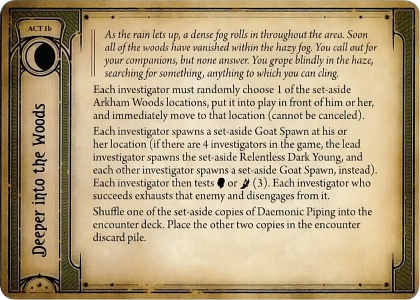 ACT 1b
Deeper into the Woods
As the rain lets up, a dense fog rolls in throughout the area. Soon
all of the woods have vanished within the hazy fog. You call out for
your companions, but none answer. You grope blindly in the haze,
searching for something, anything to which you can cling.
Each investigator must randomly choose 1 of the set-aside
Arkham Woods locations, put it into play in front of him or her,
and immediately move to that location (cannot be canceled).
Each investigator spawns a set-aside Goat Spawn at his or
her location (if there are 4 investigators in the game, the lead
investigator spawns the set-aside Relentless Dark Young, and
each other investigator spawns a set-aside Goat Spawn, instead).
Each investigator then tests or (3). Each investigator who
succeeds exhausts that enemy and disengages from it.
Shuffle one of the set-aside copies of Daemonic Piping into the
encounter deck. Place the other two copies in the encounter
discard pile.